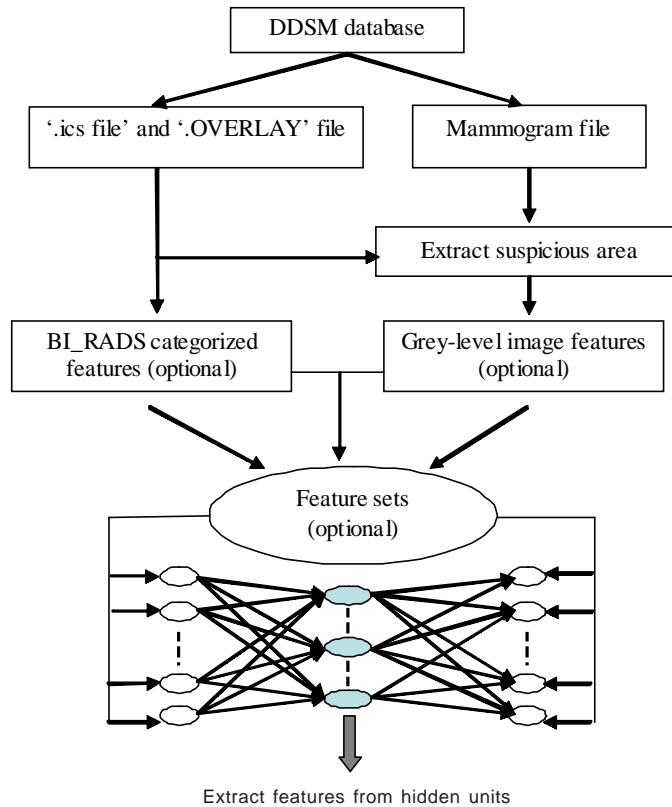 DDSM database
‘.ics file’ and ‘.OVERLAY’ file
Mammogram file
Extract suspicious area
BI_RADS categorized
features (optional)
Grey-level image features
(optional)
Feature sets
(optional)
Extract features from hidden units